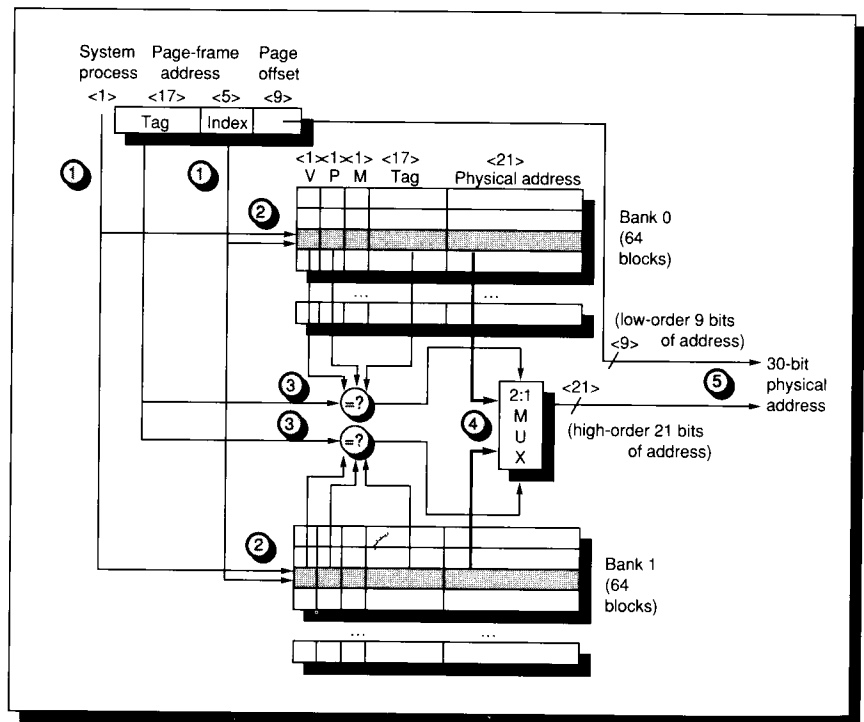 System Page-frame Page
process address offset
<1> <17> <5> <9>
Tag Index
1 1
<1><1><1> <17> <21>
V P M Tag Physical address
2
Bank 0
(64
blocks)
... ...
(low-order 9 bits
of address)
<9>
30-bit
physical
address
5
3
=?
3
=?
4
2:1
M
U
X
<21>
(high-order 21 bits
of address)
2
Bank 1
(64
blocks)
... ...